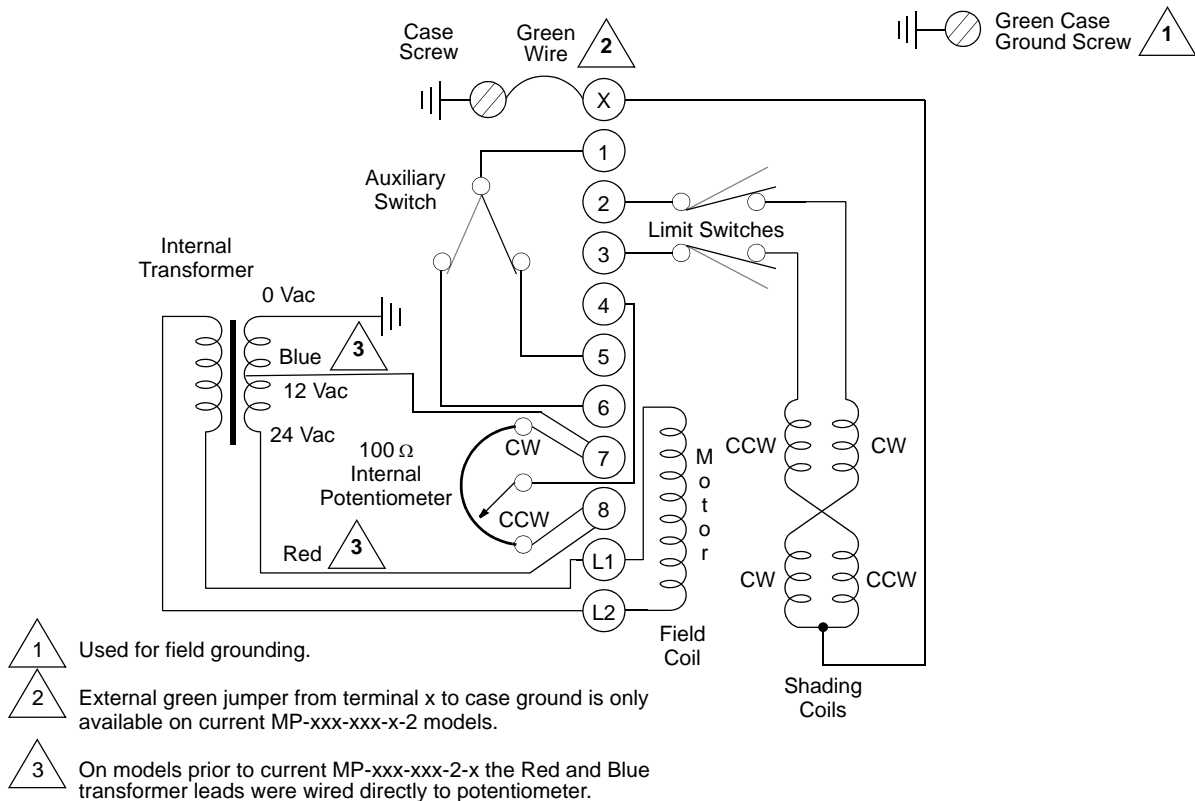 Case
Screw
Green
Wire
2
Green Case
Ground Screw
1
X
1
Auxiliary
Switch
2
Limit Switches
3
Internal
Transformer
4
0 Vac
Blue
3
5
12 Vac
6
24 Vac
100 Ω
Internal
Potentiometer
CW
7
CCW
8
Red
3
L1
L2
Motor
Field
Coil
CCW
CW
CW
CCW
Shading
Coils
1 Used for field grounding.
2 External green jumper from terminal x to case ground is only
available on current MP-xxx-xxx-x-2 models.
3 On models prior to current MP-xxx-xxx-2-x the Red and Blue
transformer leads were wired directly to potentiometer.